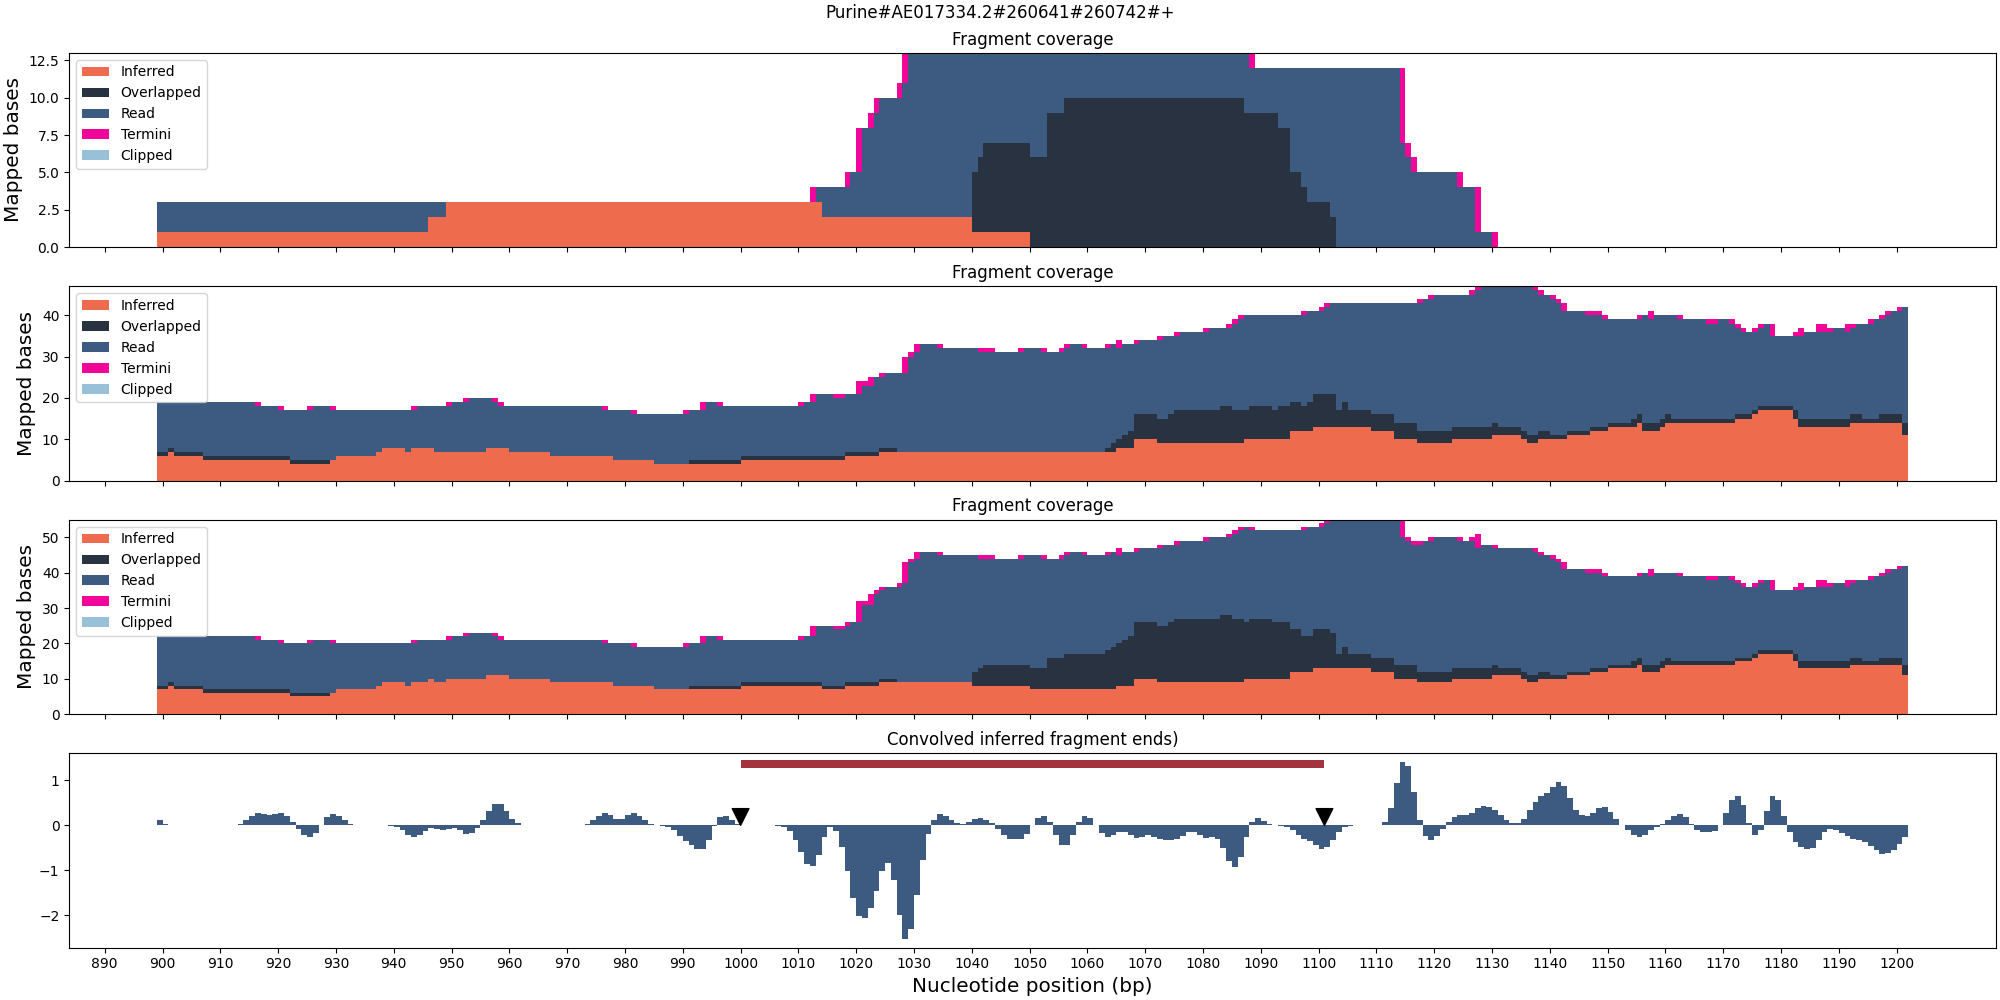 Purine#AE017334.2#260641#260742#+
Fragment coverage
Mapped bases
12.5
10.0
7.5
5.0
2.5
0.0
Inferred
Overlapped
Read
Termini
Clipped
Fragment coverage
Mapped bases
40
30
20
10
0
Inferred
Overlapped
Read
Termini
Clipped
Fragment coverage
Mapped bases
50
40
30
20
10
0
Inferred
Overlapped
Read
Termini
Clipped
Convolved inferred fragment ends)
1
0
−1
−2
890 900 910 920 930 940 950 960 970 980 990 1000 1010 1020 1030 1040 1050 1060 1070 1080 1090 1100 1110 1120 1130 1140 1150 1160 1170 1180 1190 1200
Nucleotide position (bp)